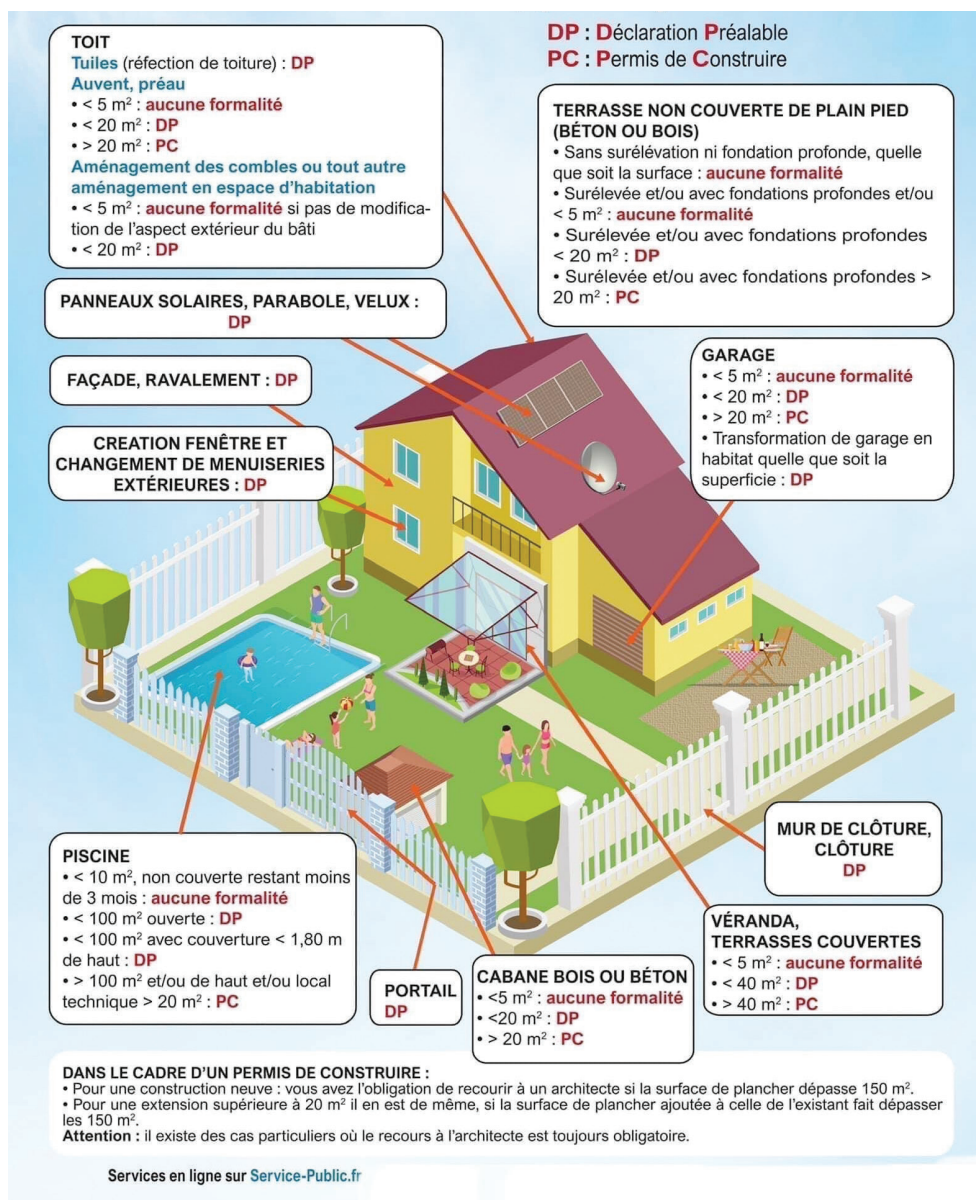 DP : Déclaration Préalable
PC : Permis de Construire
TOIT
Tuiles (réfection de toiture) : DP
Auvent, préau
• < 5 m² : aucune formalité
• < 20 m² : DP
• > 20 m² : PC
Aménagement des combles ou tout autre
aménagement en espace d'habitation
• < 5 m² : aucune formalité si pas de modifica-
tion de l'aspect extérieur du bâti
• < 20 m² : DP
TERRASSE NON COUVERTE DE PLAIN PIED
(BÉTON OU BOIS)
• Sans surélévation ni fondation profonde, quelle
que soit la surface : aucune formalité
• Surélevée et/ou avec fondations profondes et/ou
< 5 m² : aucune formalité
• Surélevée et/ou avec fondations profondes
< 20 m² : DP
• Surélevée et/ou avec fondations profondes >
20 m² : PC
PANNEAUX SOLAIRES, PARABOLE, VELUX :
DP
FAÇADE, RAVALEMENT : DP
CREATION FENÊTRE ET
CHANGEMENT DE MENUISERIES
EXTÉRIEURES : DP
GARAGE
• < 5 m² : aucune formalité
• < 20 m² : DP
• > 20 m² : PC
• Transformation de garage en
habitat quelle que soit la
superficie : DP
MUR DE CLÔTURE,
CLÔTURE
DP
PISCINE
• < 10 m², non couverte restant moins
de 3 mois : aucune formalité
• < 100 m² ouverte : DP
• < 100 m² avec couverture < 1,80 m
de haut : DP
• > 100 m² et/ou de haut et/ou local
technique > 20 m² : PC
PORTAIL
DP
CABANE BOIS OU BÉTON
• <5 m² : aucune formalité
• <20 m² : DP
• > 20 m² : PC
VÉRANDA,
TERRASSES COUVERTES
• < 5 m² : aucune formalité
• < 40 m² : DP
• > 40 m² : PC
DANS LE CADRE D'UN PERMIS DE CONSTRUIRE :
• Pour une construction neuve : vous avez l'obligation de recourir à un architecte si la surface de plancher dépasse 150 m².
• Pour une extension supérieure à 20 m² il en est de même, si la surface de plancher ajoutée à celle de l'existant fait dépasser
les 150 m².
Attention : il existe des cas particuliers où le recours à l'architecte est toujours obligatoire.
Services en ligne sur Service-Public.fr